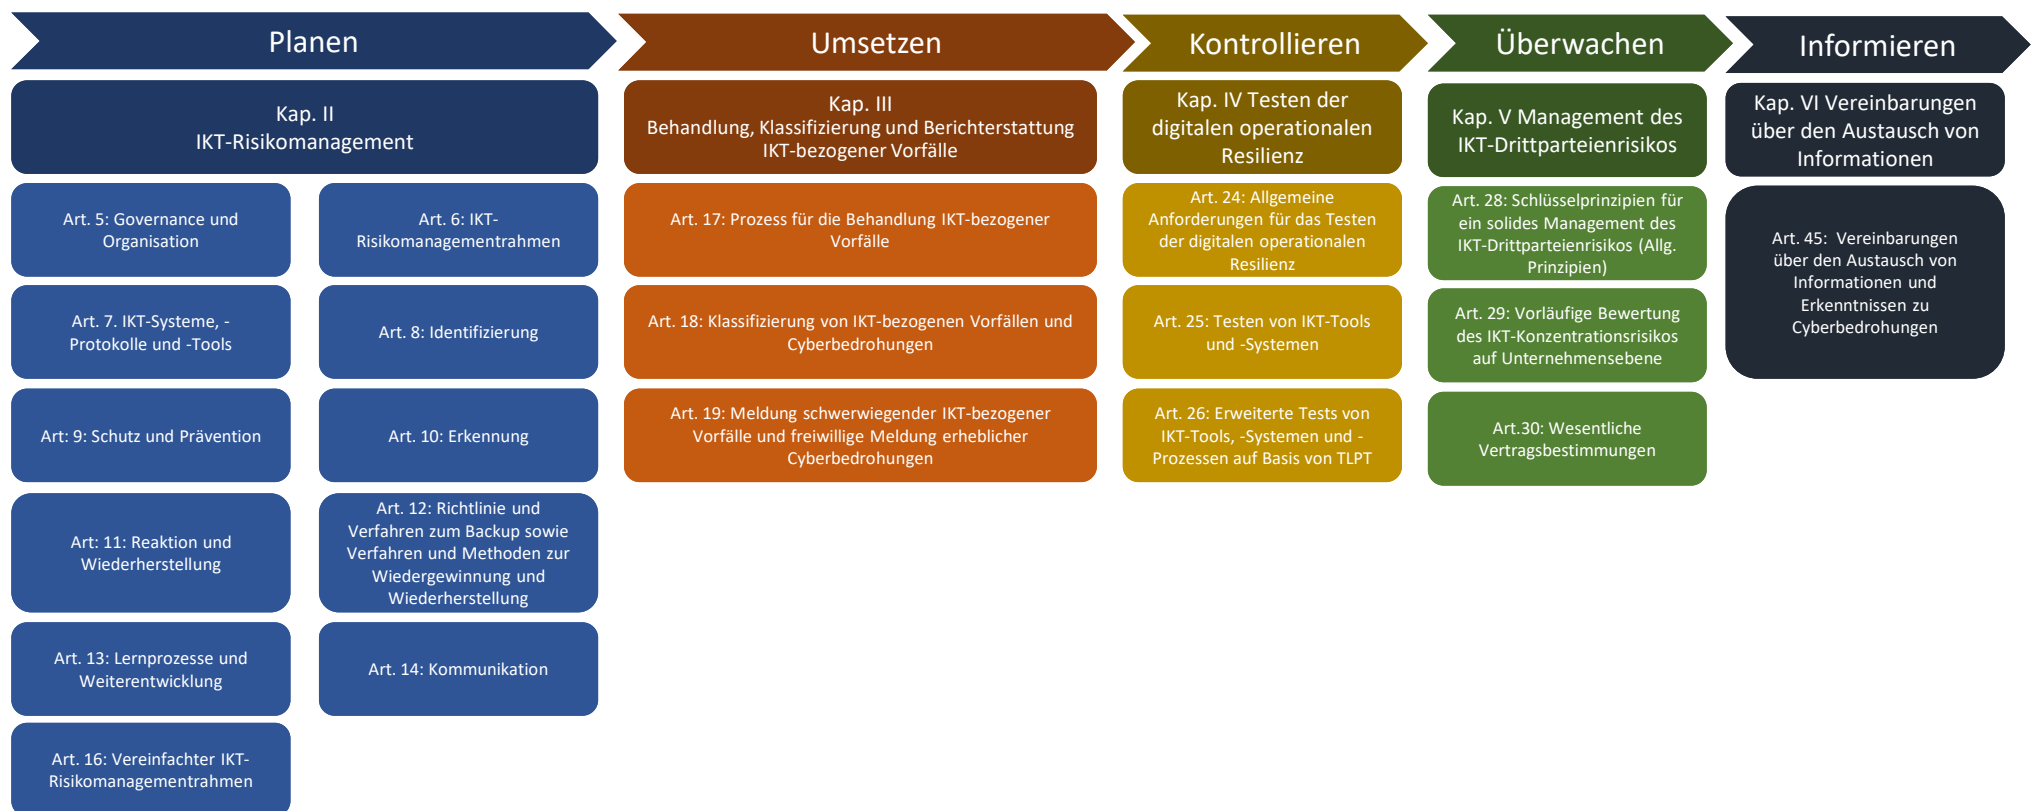 Planen
Umsetzen
Kontrollieren
Überwachen
Informieren
Kap. II
IKT-Risikomanagement
Kap. III
Behandlung, Klassifizierung und Berichterstattung
IKT-bezogener Vorfälle
Kap. IV Testen der
digitalen operationalen
Resilienz
Kap. V Management des
IKT-Drittparteienrisikos
Kap. VI Vereinbarungen
über den Austausch von
Informationen
Art. 5: Governance und
Organisation
Art. 6: IKT-
Risikomanagementrahmen
Art. 7. IKT-Systeme, -
Protokolle und -Tools
Art. 8: Identifizierung
Art: 9: Schutz und Prävention
Art. 10: Erkennung
Art: 11: Reaktion und
Wiederherstellung
Art. 12: Richtlinie und
Verfahren zum Backup sowie
Verfahren und Methoden zur
Wiedergewinnung und
Wiederherstellung
Art. 13: Lernprozesse und
Weiterentwicklung
Art. 14: Kommunikation
Art. 16: Vereinfachter IKT-
Risikomanagementrahmen
Art. 17: Prozess für die Behandlung IKT-bezogener
Vorfälle
Art. 18: Klassifizierung von IKT-bezogenen Vorfällen und
Cyberbedrohungen
Art. 19: Meldung schwerwiegender IKT-bezogener
Vorfälle und freiwillige Meldung erheblicher
Cyberbedrohungen
Art. 24: Allgemeine
Anforderungen für das Testen
der digitalen operationalen
Resilienz
Art. 25: Testen von IKT-Tools
und -Systemen
Art. 26: Erweiterte Tests von
IKT-Tools, -Systemen und -
Prozessen auf Basis von TLPT
Art. 28: Schlüsselprinzipien für
ein solides Management des
IKT-Drittparteienrisikos (Allg.
Prinzipien)
Art. 29: Vorläufige Bewertung
des IKT-Konzentrationsrisikos
auf Unternehmensebene
Art.30: Wesentliche
Vertragsbestimmungen
Art. 45:  Vereinbarungen
über den Austausch von
Informationen und
Erkenntnissen zu
Cyberbedrohungen